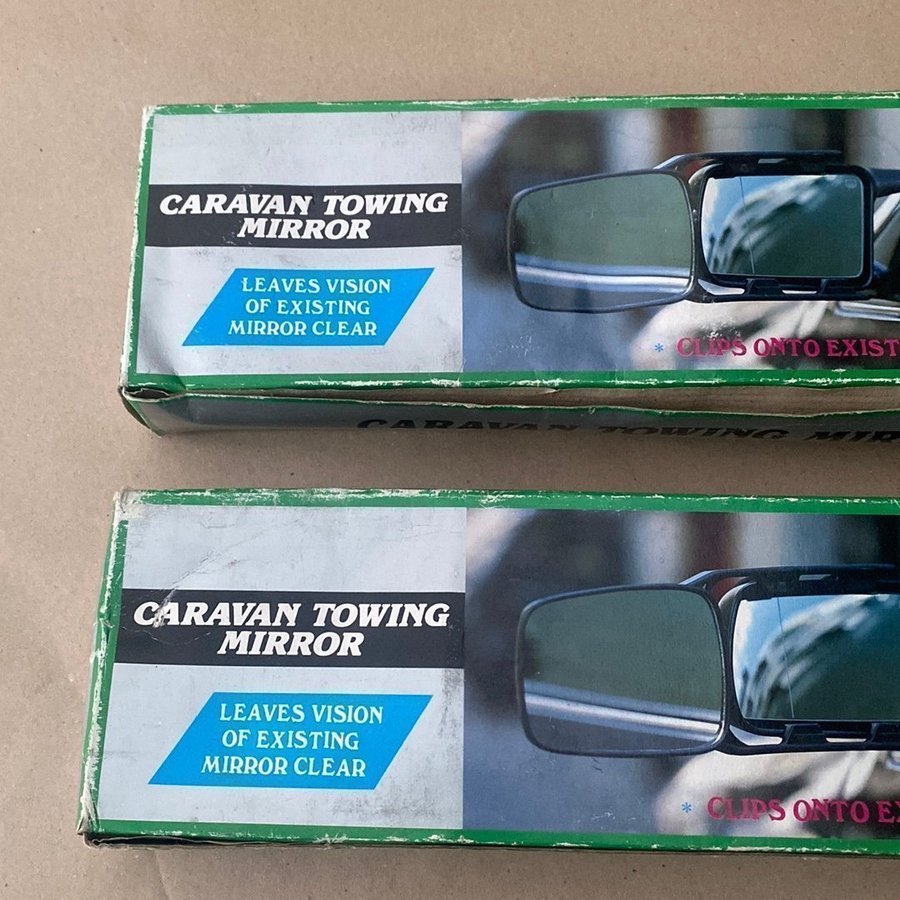 CARAVAN TOWING
MIRROR
LEAVES VISION
OF EXISTING
MIRROR CLEAR
* CLIPS ONTO EXIST
CARAVAN TOWING MIR
CARAVAN TOWING
MIRROR
LEAVES VISION
OF EXISTING
MIRROR CLEAR
* CLIPS ONTO EX